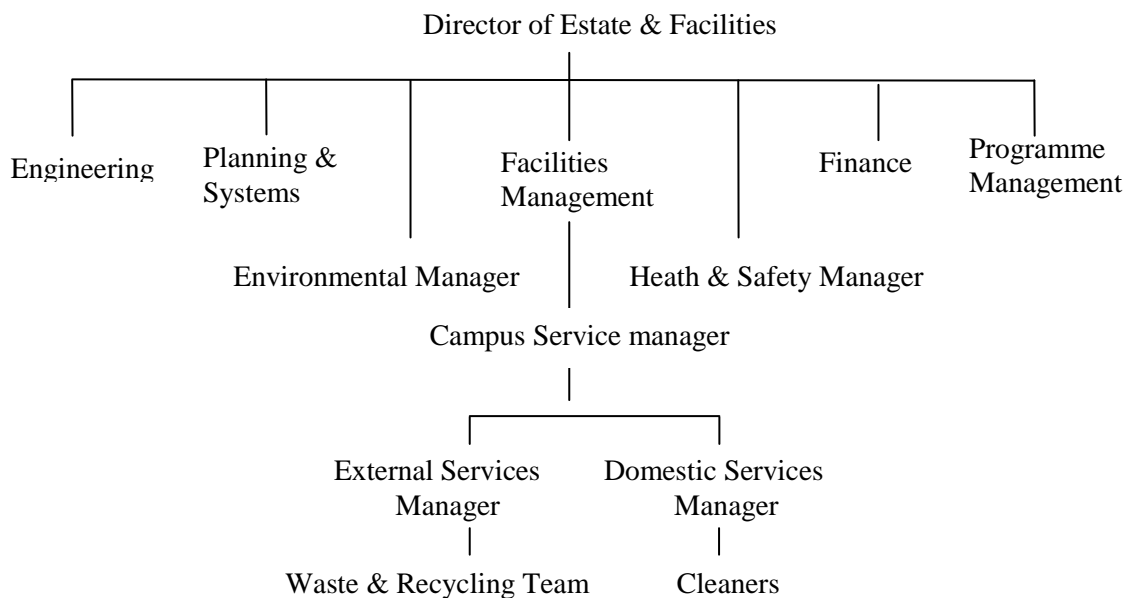 Director of Estate & Facilities
Engineering
Planning &
Systems
Facilities
Management
Finance
Programme
Management
Environmental Manager
Heath & Safety Manager
Campus Service manager
External Services
Manager
Domestic Services
Manager
Waste & Recycling Team
Cleaners